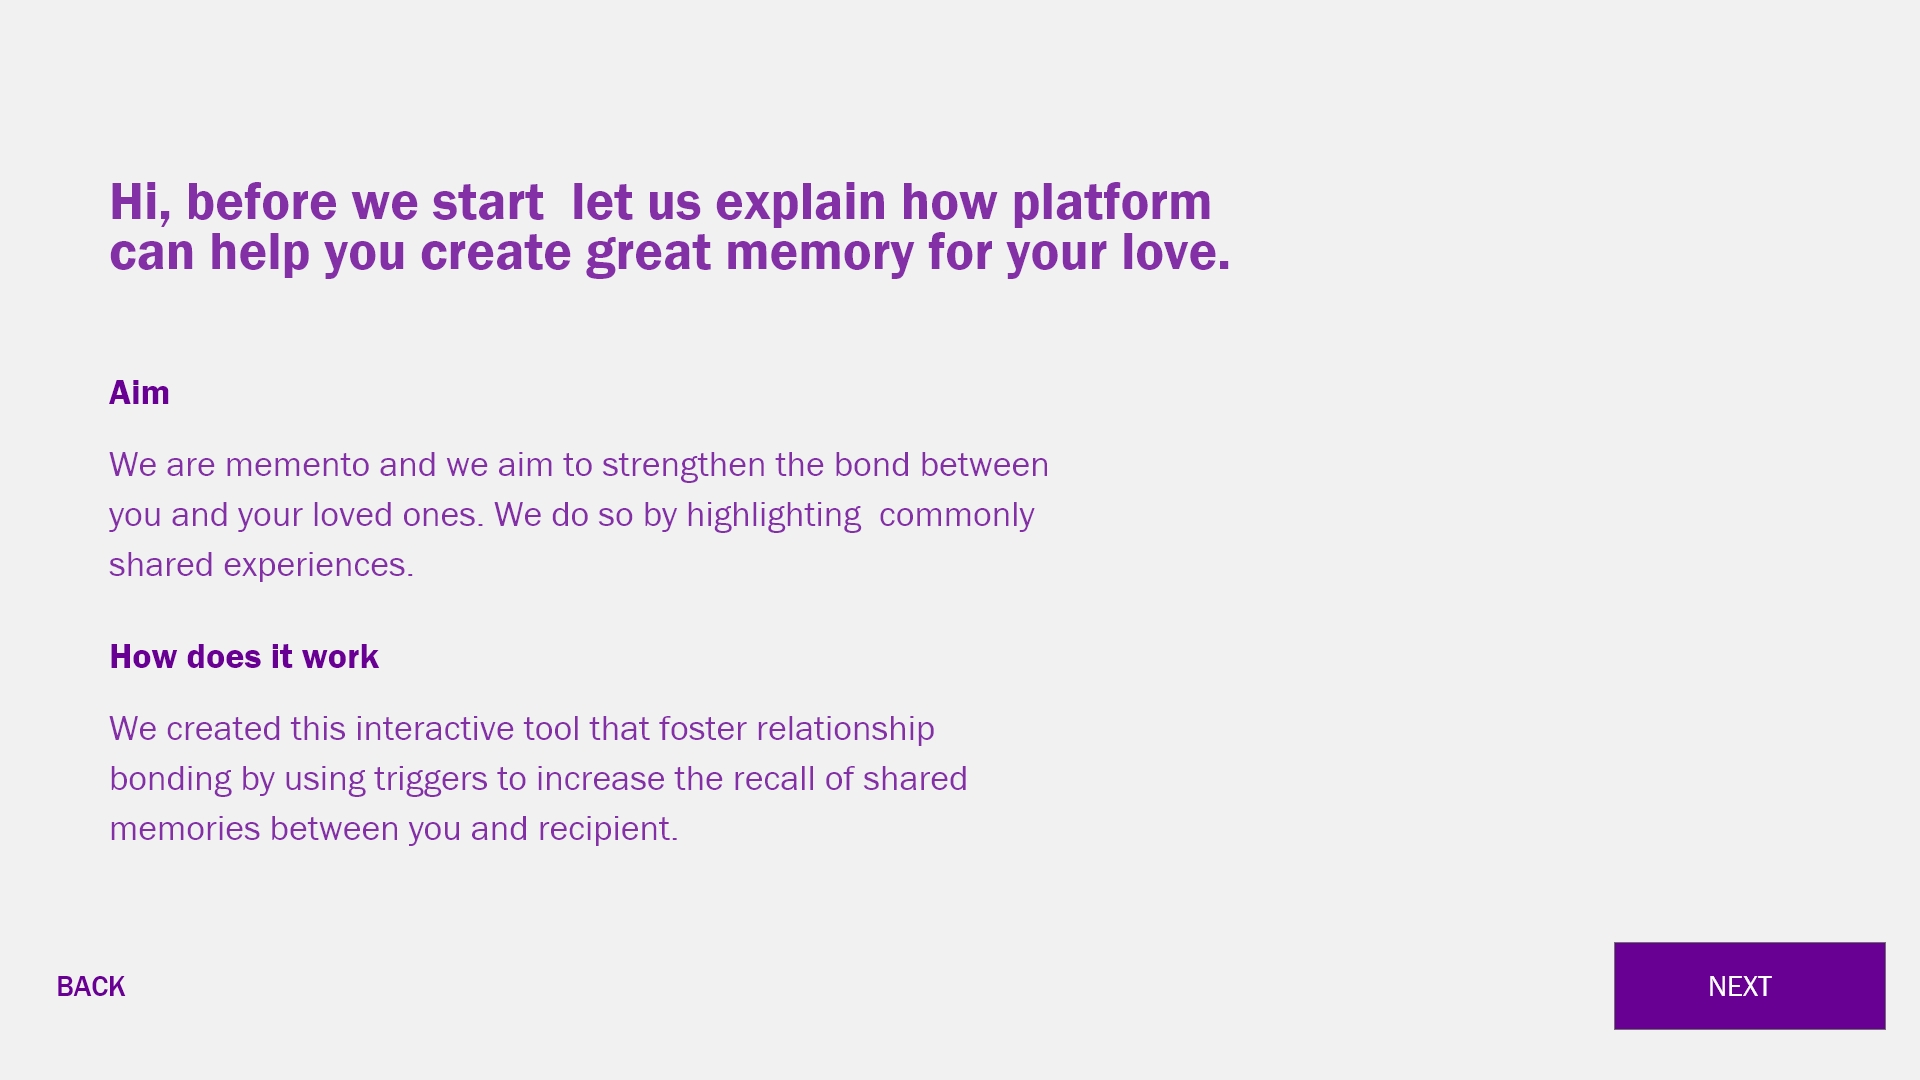 Hi, before we start  let us explain how platform
can help you create great memory for your love.
Aim
We are memento and we aim to strengthen the bond between
you and your loved ones. We do so by highlighting  commonly
shared experiences.
How does it work
We created this interactive tool that foster relationship
bonding by using triggers to increase the recall of shared
memories between you and recipient.
BACK
NEXT